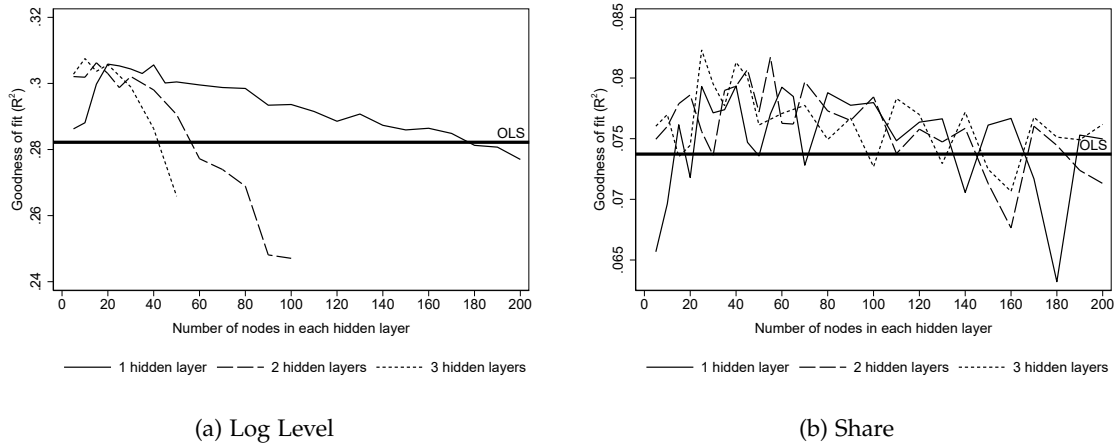 .32
.3
.28
.26
.24
Goodness of fit (R²)
OLS
0 20 40 60 80 100 120 140 160 180 200
Number of nodes in each hidden layer
1 hidden layer 2 hidden layers 3 hidden layers
(a) Log Level
.085
.08
.075
.07
.065
Goodness of fit (R²)
OLS
0 20 40 60 80 100 120 140 160 180 200
Number of nodes in each hidden layer
1 hidden layer 2 hidden layers 3 hidden layers
(b) Share